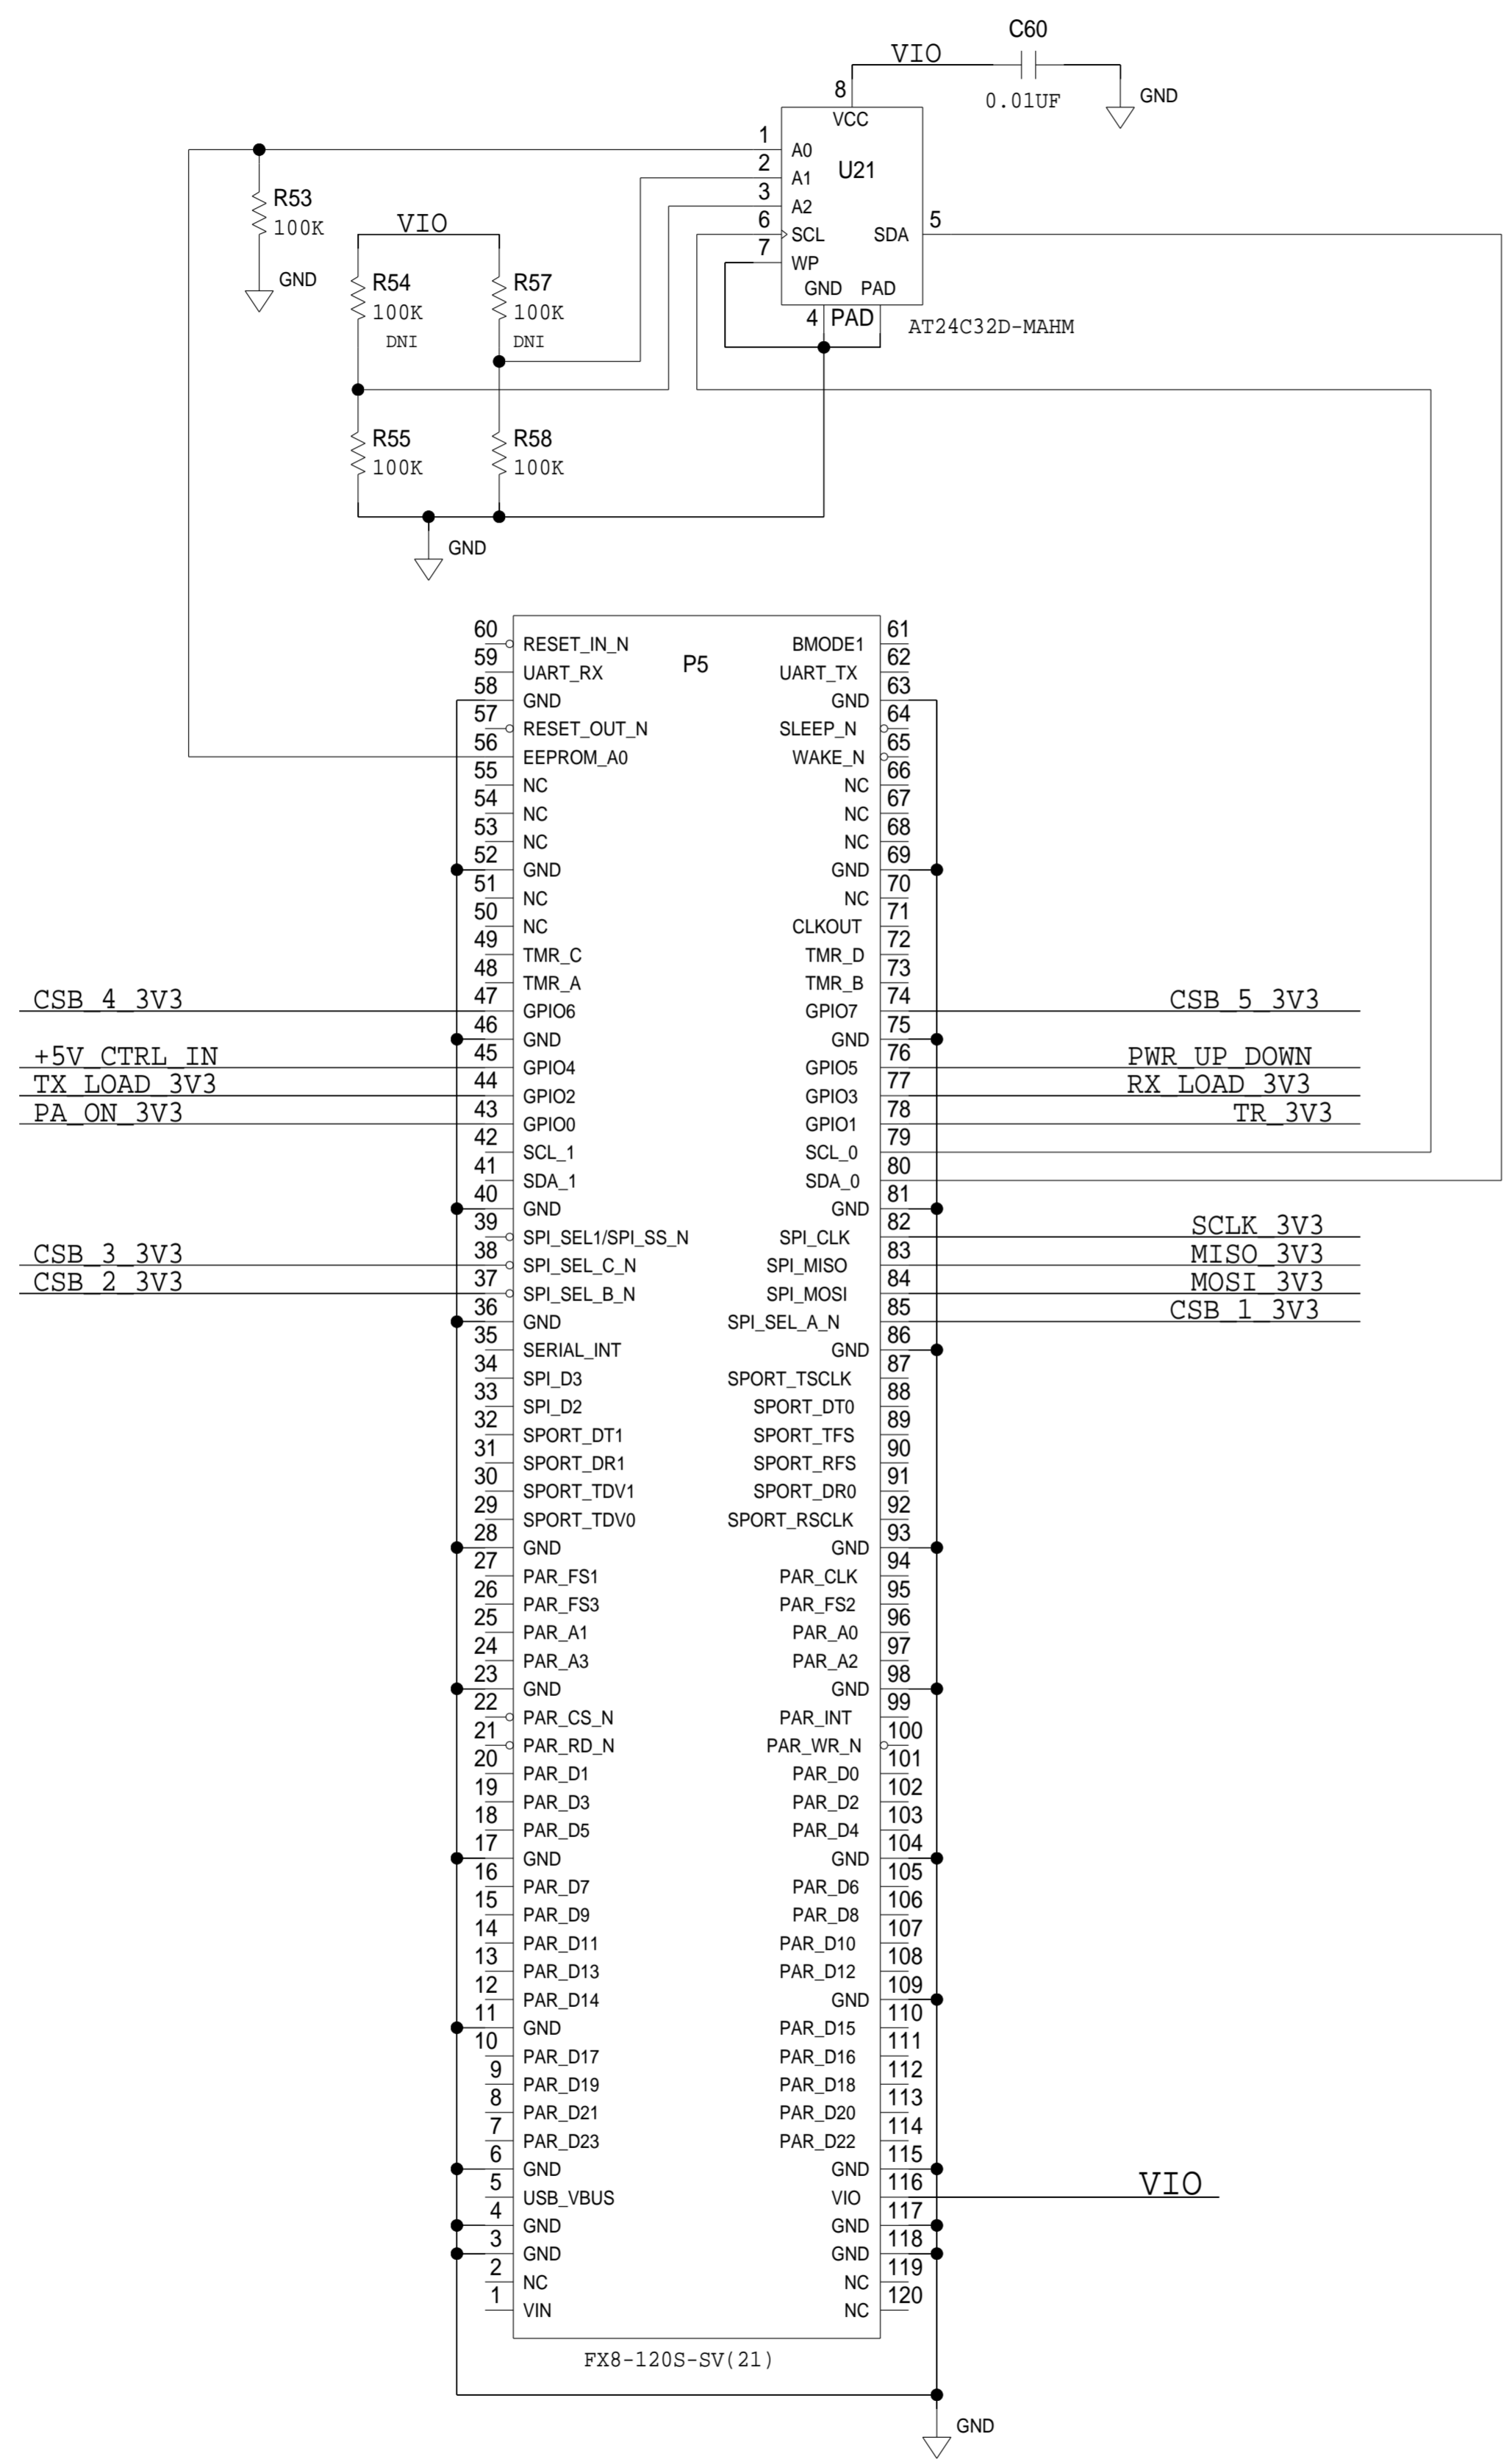 C60
VIO
0.01UF
GND
8
VCC
1
A0
U21
2
A1
3
A2
6
SCL
SDA
5
7
WP
GND
PAD
4
PAD
AT24C32D-MAHM
R53
100K
GND
VIO
R54
100K
DNI
R57
100K
DNI
R55
100K
R58
100K
GND
P5
60 RESET_IN_N BMODE1 61
59 UART_RX UART_TX 62
58 GND GND 63
57 RESET_OUT_N SLEEP_N 64
56 EEPROM_A0 WAKE_N 65
55 NC NC 66
54 NC NC 67
53 NC NC 68
52 GND GND 69
51 NC NC 70
50 NC CLKOUT 71
49 TMR_C TMR_D 72
48 TMR_A TMR_B 73
CSB_4_3V3 47 GPIO6 GPIO7 74 CSB_5_3V3
46 GND GND 75
+5V_CTRL_IN 45 GPIO4 GPIO5 76 PWR_UP_DOWN
TX_LOAD_3V3 44 GPIO2 GPIO3 77 RX_LOAD_3V3
PA_ON_3V3 43 GPIO0 GPIO1 78 TR_3V3
42 SCL_1 SCL_0 79
41 SDA_1 SDA_0 80
40 GND GND 81
39 SPI_SEL1/SPI_SS_N SPI_CLK 82 SCLK_3V3
CSB_3_3V3 38 SPI_SEL_C_N SPI_MISO 83 MISO_3V3
CSB_2_3V3 37 SPI_SEL_B_N SPI_MOSI 84 MOSI_3V3
36 GND SPI_SEL_A_N 85 CSB_1_3V3
35 SERIAL_INT GND 86
34 SPI_D3 SPORT_TSCLK 87
33 SPI_D2 SPORT_DT0 88
32 SPORT_DT1 SPORT_TFS 89
31 SPORT_DR1 SPORT_RFS 90
30 SPORT_TDV1 SPORT_DR0 91
29 SPORT_TDV0 SPORT_RSCLK 92
28 GND GND 93
27 PAR_FS1 PAR_CLK 94
26 PAR_FS3 PAR_FS2 95
25 PAR_A1 PAR_A0 96
24 PAR_A3 PAR_A2 97
23 GND GND 98
22 PAR_CS_N PAR_INT 99
21 PAR_RD_N PAR_WR_N 100
20 PAR_D1 PAR_D0 101
19 PAR_D3 PAR_D2 102
18 PAR_D5 PAR_D4 103
17 GND GND 104
16 PAR_D7 PAR_D6 105
15 PAR_D9 PAR_D8 106
14 PAR_D11 PAR_D10 107
13 PAR_D13 PAR_D12 108
12 PAR_D14 GND 109
11 GND PAR_D15 110
10 PAR_D17 PAR_D16 111
9 PAR_D19 PAR_D18 112
8 PAR_D21 PAR_D20 113
7 PAR_D23 PAR_D22 114
6 GND GND 115
5 USB_VBUS VIO 116 VIO
4 GND GND 117
3 GND GND 118
2 NC NC 119
1 VIN NC 120
FX8-120S-SV(21)
GND